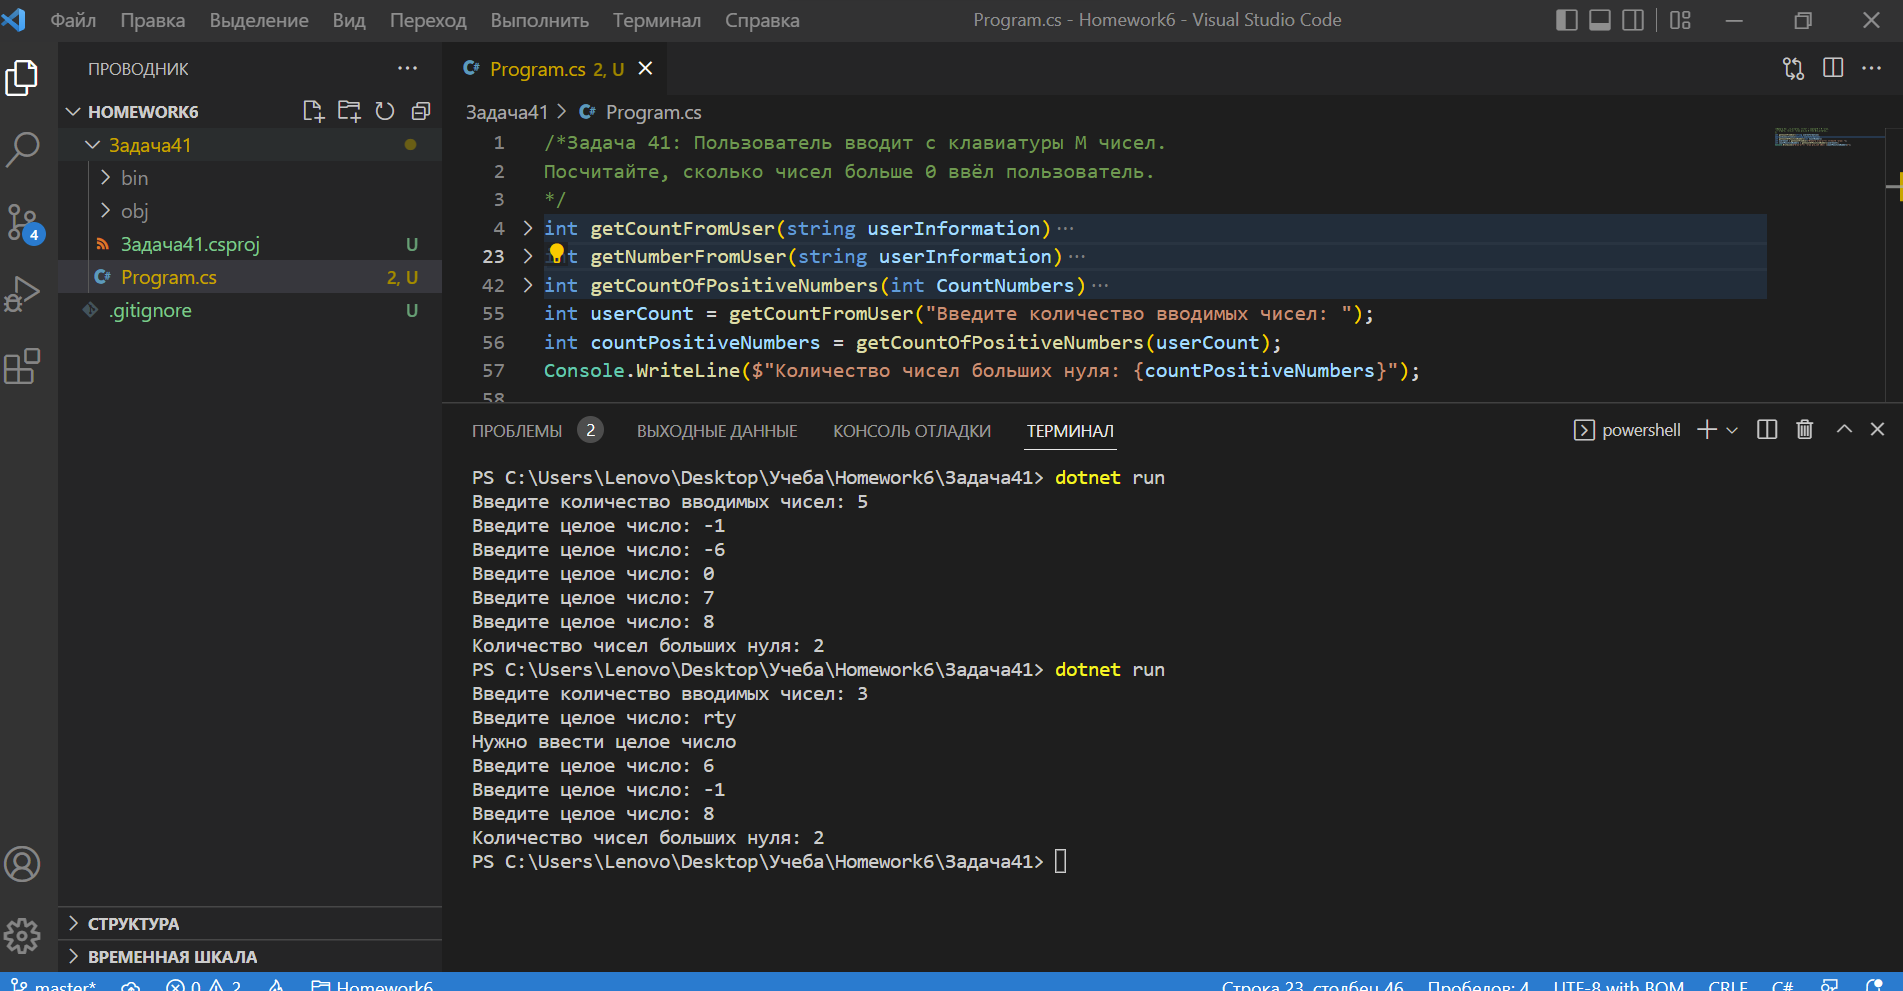 Файл Правка Выделение Вид Переход Выполнить Терминал Справка
Program.cs - Homework6 - Visual Studio Code
ПРОВОДНИК
HOMEWORK6
Задача41
bin
obj
Задача41.csproj U
Program.cs 2, U
.gitignore U
4
СТРУКТУРА
ВРЕМЕННАЯ ШКАЛА
Program.cs 2, U
Задача41 > Program.cs
1 /*Задача 41: Пользователь вводит с клавиатуры М чисел.
2 Посчитайте, сколько чисел больше 0 ввёл пользователь.
3 */
4 int getCountFromUser(string userInformation)···
23 int getNumberFromUser(string userInformation)···
42 int getCountOfPositiveNumbers(int CountNumbers)···
55 int userCount = getCountFromUser("Введите количество вводимых чисел: ");
56 int countPositiveNumbers = getCountOfPositiveNumbers(userCount);
57 Console.WriteLine($"Количество чисел больших нуля: {countPositiveNumbers}");
58
ПРОБЛЕМЫ 2 ВЫХОДНЫЕ ДАННЫЕ КОНСОЛЬ ОТЛАДКИ ТЕРМИНАЛ
powershell
PS C:\Users\Lenovo\Desktop\Учеба\Homework6\Задача41> dotnet run
Введите количество вводимых чисел: 5
Введите целое число: -1
Введите целое число: -6
Введите целое число: 0
Введите целое число: 7
Введите целое число: 8
Количество чисел больших нуля: 2
PS C:\Users\Lenovo\Desktop\Учеба\Homework6\Задача41> dotnet run
Введите количество вводимых чисел: 3
Введите целое число: rty
Нужно ввести целое число
Введите целое число: 6
Введите целое число: -1
Введите целое число: 8
Количество чисел больших нуля: 2
PS C:\Users\Lenovo\Desktop\Учеба\Homework6\Задача41>
master* 0 2 Homework6 Строка 23, столбец 46 Пробелов: 4 UTF-8 with BOM CRLF C#